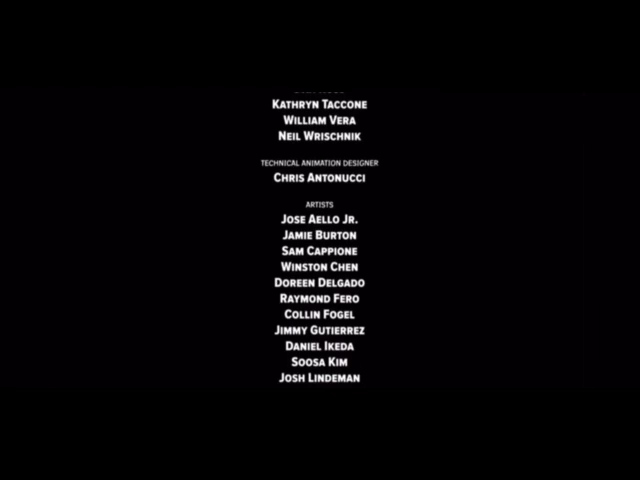 Kathryn Taccone
William Vera
Neil Wrischnik
Technical Animation Designer
Chris Antonucci
Artists
Jose Aello Jr.
Jamie Burton
Sam Cappione
Winston Chen
Doreen Delgado
Raymond Fero
Collin Fogel
Jimmy Gutierrez
Daniel Ikeda
Soosa Kim
Josh Lindeman